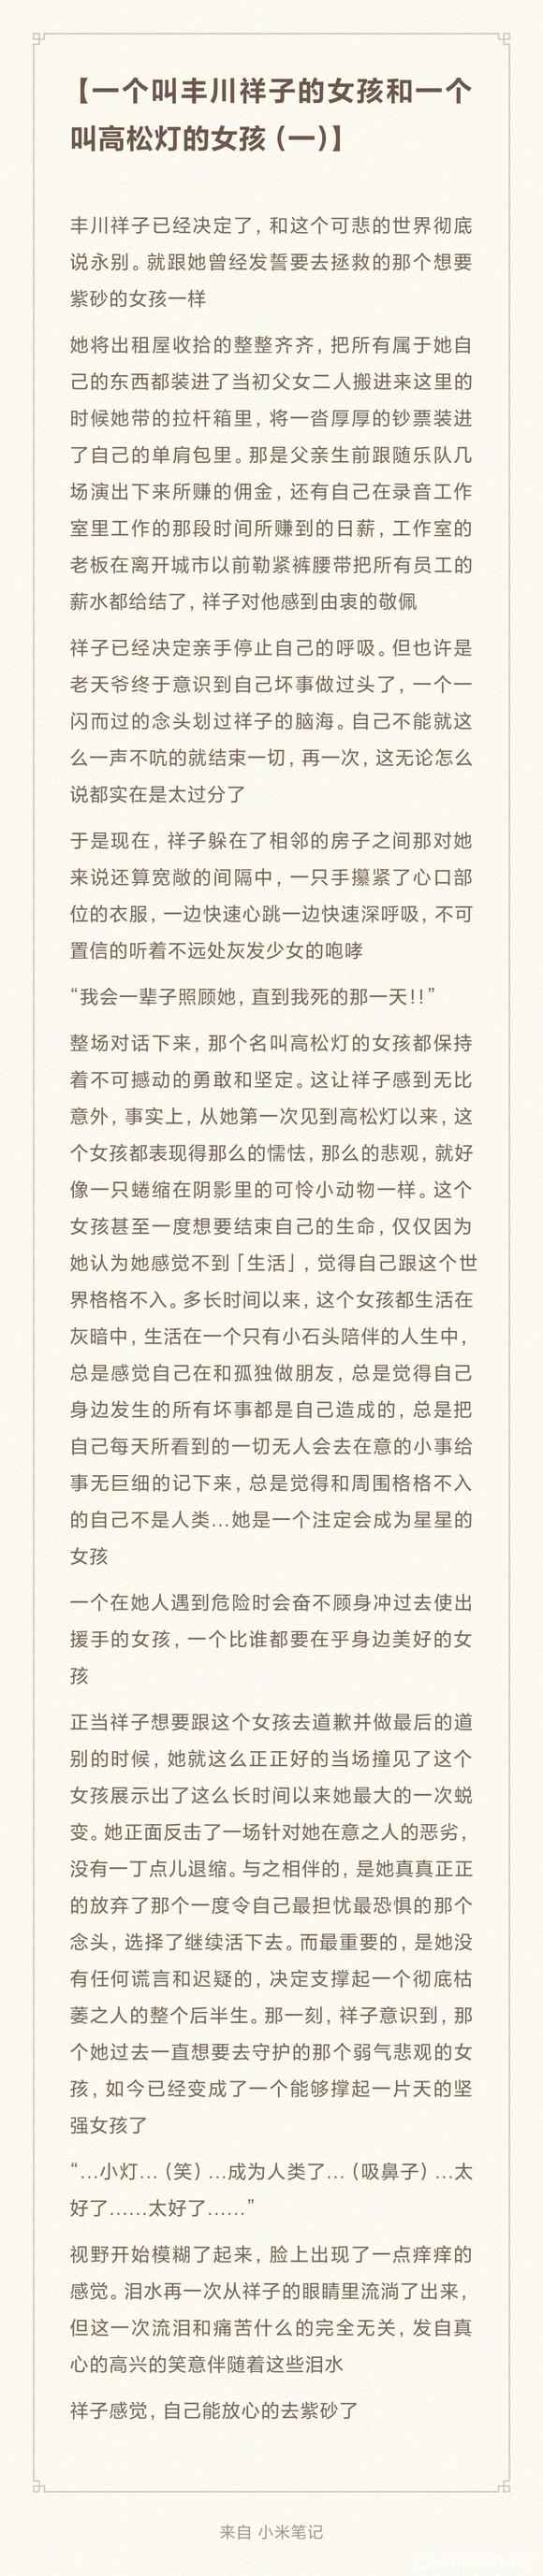 【一个叫丰川祥子的女孩和一个
叫高松灯的女孩 (一)】
丰川祥子已经决定了, 和这个可悲的世界彻底
说永别。就跟她曾经发誓要去拯救的那个想要
紫砂的女孩一样
她将出租屋收拾的整整齐齐, 把所有属于她自
己的东西都装进了当初父女二人搬进来这里的
时候她带的拉杆箱里, 将一沓厚厚的钞票装进
了自己的单肩包里。那是父亲生前跟随乐队几
场演出下来所赚的佣金, 还有自己在录音工作
室里工作的那段时间所赚到的日薪, 工作室的
老板在离开城市以前勒紧裤腰带把所有员工的
薪水都给结了, 祥子对他感到由衷的敬佩
祥子已经决定亲手停止自己的呼吸。但也许是
老天爷终于意识到自己坏事做过头了, 一个一
闪而过的念头划过祥子的脑海。自己不能就这
么一声不吭的就结束一切, 再一次, 这无论怎么
说都实在是太过分了
于是现在, 祥子躲在了相邻的房子之间那对她
来说还算宽敞的间隔中, 一只手攥紧了心口部
位的衣服, 一边快速心跳一边快速深呼吸, 不可
置信的听着不远处灰发少女的咆哮
“我会一辈子照顾她, 直到我死的那一天!!”
整场对话下来, 那个名叫高松灯的女孩都保持
着不可撼动的勇敢和坚定。这让祥子感到无比
意外, 事实上, 从她第一次见到高松灯以来, 这
个女孩都表现得那么的懦怯, 那么的悲观, 就好
像一只蜷缩在阴影里的可怜小动物一样。这个
女孩甚至一度想要结束自己的生命, 仅仅因为
她认为她感觉不到「生活」, 觉得自己跟这个世
界格格不入。多长时间以来, 这个女孩都生活在
灰暗中, 生活在一个只有小石头陪伴的人生中,
总是感觉自己在和孤独做朋友, 总是觉得自己
身边发生的所有坏事都是自己造成的, 总是把
自己每天所看到的一切无人会去在意的小事给
事无巨细的记下来, 总是觉得和周围格格不入
的自己不是人类...她是一个注定会成为星星的
女孩
一个在她人遇到危险时会奋不顾身冲过去使出
援手的女孩, 一个比谁都要在乎身边美好的女
孩
正当祥子想要跟这个女孩去道歉并做最后的道
别的时候, 她就这么正正好的当场撞见了这个
女孩展示出了这么长时间以来她最大的一次蜕
变。她正面反击了一场针对她在意之人的恶劣,
没有一丁点儿退缩。与之相伴的, 是她真真正正
的放弃了那个一度令自己最担忧最恐惧的那个
念头, 选择了继续活下去。而最重要的, 是她没
有任何谎言和迟疑的, 决定支撑起一个彻底枯
萎之人的整个后半生。那一刻, 祥子意识到, 那
个她过去一直想要去守护的那个弱气悲观的女
孩, 如今已经变成了一个能够撑起一片天的坚
强女孩了
“...小灯... (笑) ...成为人类了... (吸鼻子) ...太
好了......太好了......”
视野开始模糊了起来, 脸上出现了一点痒痒的
感觉。泪水再一次从祥子的眼睛里流淌了出来,
但这一次流泪和痛苦什么的完全无关, 发自真
心的高兴的笑意伴随着这些泪水
祥子感觉, 自己能放心的去紫砂了
来自 小米笔记